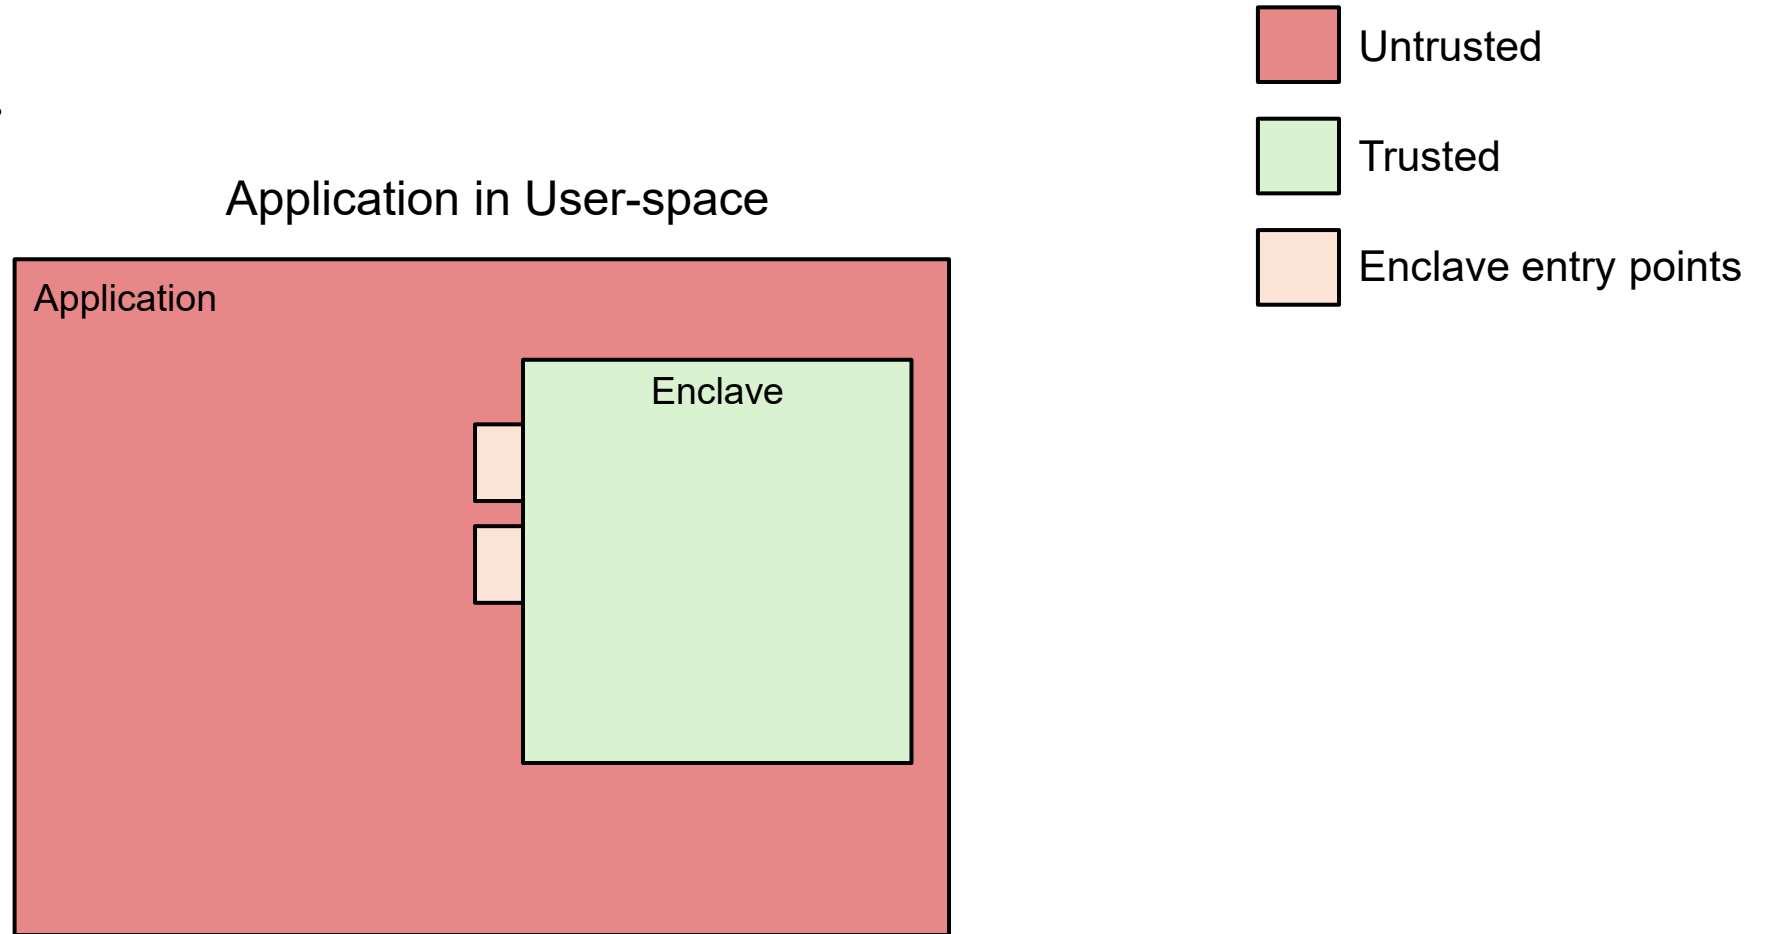 Untrusted
Trusted
Application in User-space
Enclave entry points
Application
Enclave